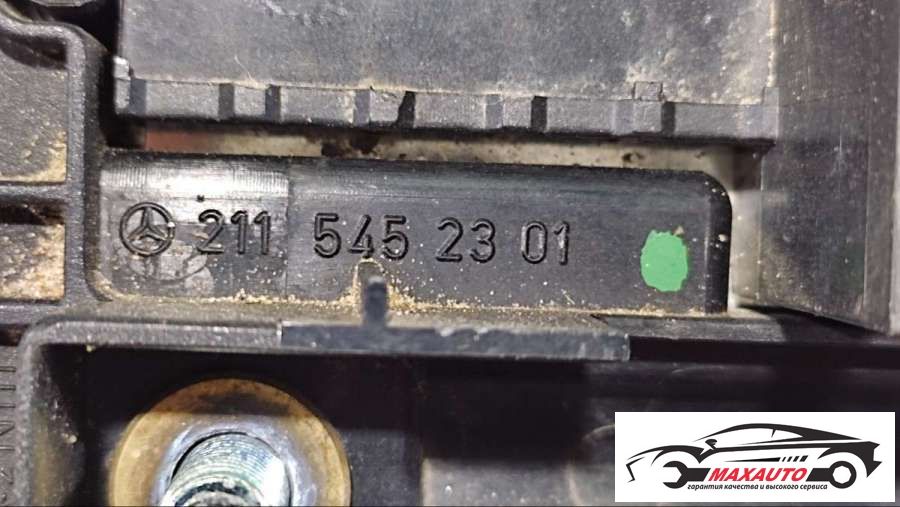 211 545 23 01
MAXAUTO
гарантия качества и высокого сервиса